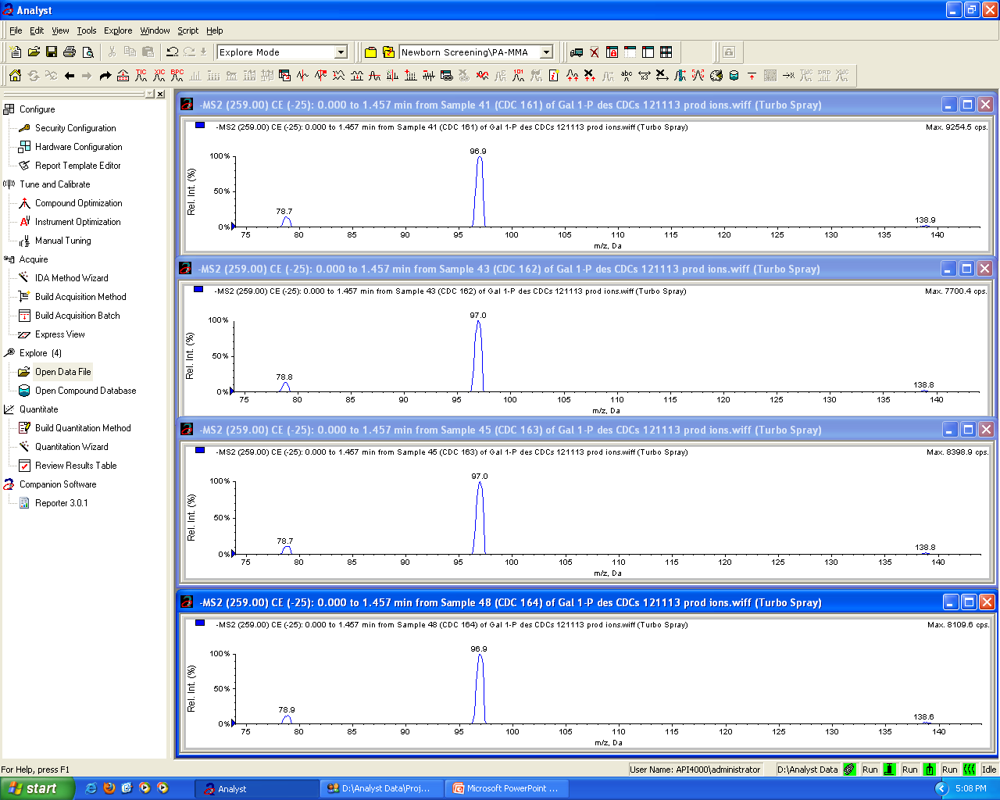 Analyst
File Edit View Tools Explore Window Script Help
Explore Mode Newborn Screening\PA-MMA
TIC XIC BPC
Configure
Security Configuration
Hardware Configuration
Report Template Editor
Tune and Calibrate
Compound Optimization
Instrument Optimization
Manual Tuning
Acquire
IDA Method Wizard
Build Acquisition Method
Build Acquisition Batch
Express View
Explore (4)
Open Data File
Open Compound Database
Quantitate
Build Quantitation Method
Quantitation Wizard
Review Results Table
Companion Software
Reporter 3.0.1
-MS2 (259.00) CE (-25): 0.000 to 1.457 min from Sample 41 (CDC 161) of Gal 1-P des CDCs 121113 prod ions.wiff (Turbo Spray)
-MS2 (259.00) CE (-25): 0.000 to 1.457 min from Sample 41 (CDC 161) of Gal 1-P des CDCs 121113 prod ions.wiff (Turbo Spray) Max. 9254.5 cps.
96.9
100%
Rel. Int. (%)
50%
78.7
138.9
0%
75 80 85 90 95 100 105 110 115 120 125 130 135 140
m/z, Da
-MS2 (259.00) CE (-25): 0.000 to 1.457 min from Sample 43 (CDC 162) of Gal 1-P des CDCs 121113 prod ions.wiff (Turbo Spray)
-MS2 (259.00) CE (-25): 0.000 to 1.457 min from Sample 43 (CDC 162) of Gal 1-P des CDCs 121113 prod ions.wiff (Turbo Spray) Max. 7700.4 cps.
97.0
100%
Rel. Int. (%)
50%
78.8
138.8
0%
75 80 85 90 95 100 105 110 115 120 125 130 135 140
m/z, Da
-MS2 (259.00) CE (-25): 0.000 to 1.457 min from Sample 45 (CDC 163) of Gal 1-P des CDCs 121113 prod ions.wiff (Turbo Spray)
-MS2 (259.00) CE (-25): 0.000 to 1.457 min from Sample 45 (CDC 163) of Gal 1-P des CDCs 121113 prod ions.wiff (Turbo Spray) Max. 8398.9 cps.
97.0
100%
Rel. Int. (%)
50%
78.7
138.8
0%
75 80 85 90 95 100 105 110 115 120 125 130 135 140
m/z, Da
-MS2 (259.00) CE (-25): 0.000 to 1.457 min from Sample 48 (CDC 164) of Gal 1-P des CDCs 121113 prod ions.wiff (Turbo Spray)
-MS2 (259.00) CE (-25): 0.000 to 1.457 min from Sample 48 (CDC 164) of Gal 1-P des CDCs 121113 prod ions.wiff (Turbo Spray) Max. 8109.6 cps.
96.9
100%
Rel. Int. (%)
50%
78.9
138.6
0%
75 80 85 90 95 100 105 110 115 120 125 130 135 140
m/z, Da
For Help, press F1 User Name: API4000\administrator D:\Analyst Data Run Run Run Idle
start Analyst D:\Analyst Data\Proj... Microsoft PowerPoint ... 5:08 PM